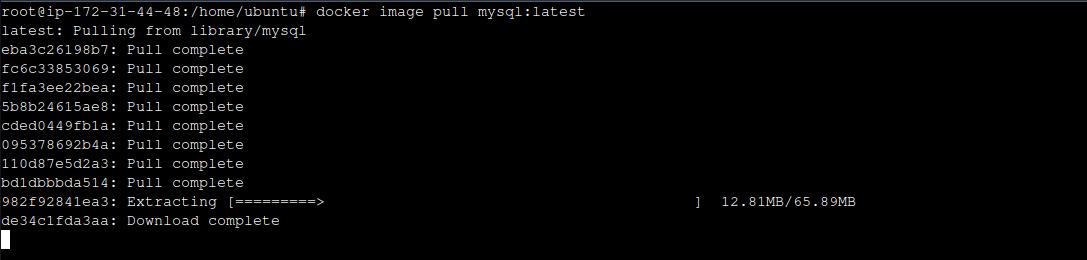 root@ip-172-31-44-48:/home/ubuntu# docker image pull mysql:latest
latest: Pulling from library/mysql
eba3c26198b7: Pull complete
fc6c33853069: Pull complete
f1fa3ee22bea: Pull complete
5b8b24615ae8: Pull complete
cded0449fb1a: Pull complete
095378692b4a: Pull complete
110d87e5d2a3: Pull complete
bd1dbbbda514: Pull complete
982f92841ea3: Extracting [=========>                                         ]  12.81MB/65.89MB
de34c1fda3aa: Download complete